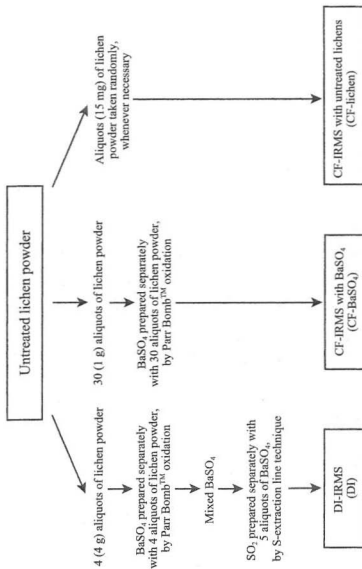 Untreated lichen powder
4 (4 g) aliquots of lichen powder
BaSO₄ prepared separately
with 4 aliquots of lichen powder,
by Parr Bomb™ oxidation
Mixed BaSO₄
SO₂ prepared separately with
5 aliquots of BaSO₄,
by S-extraction line technique
DI-IRMS
(DI)
30 (1 g) aliquots of lichen powder
BaSO₄ prepared separately
with 30 aliquots of lichen powder,
by Parr Bomb™ oxidation
CF-IRMS with BaSO₄
(CF-BaSO₄)
Aliquots (15 mg) of lichen
powder taken randomly,
whenever necessary
CF-IRMS with untreated lichens
(CF-lichen)